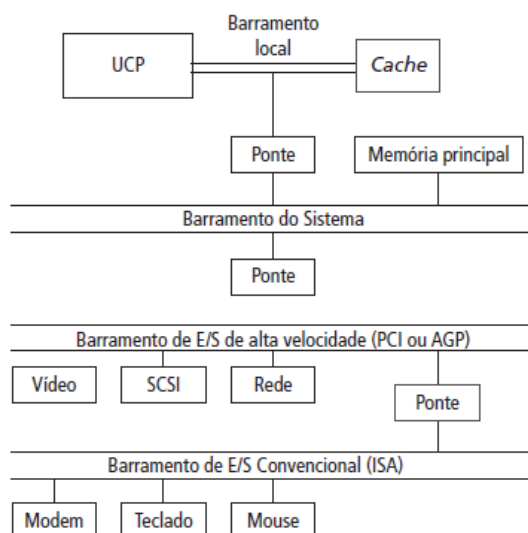 Barramento
local
UCP
Cache
Ponte
Memória principal
Barramento do Sistema
Ponte
Barramento de E/S de alta velocidade (PCI ou AGP)
Vídeo
SCSI
Rede
Ponte
Barramento de E/S Convencional (ISA)
Modem
Teclado
Mouse